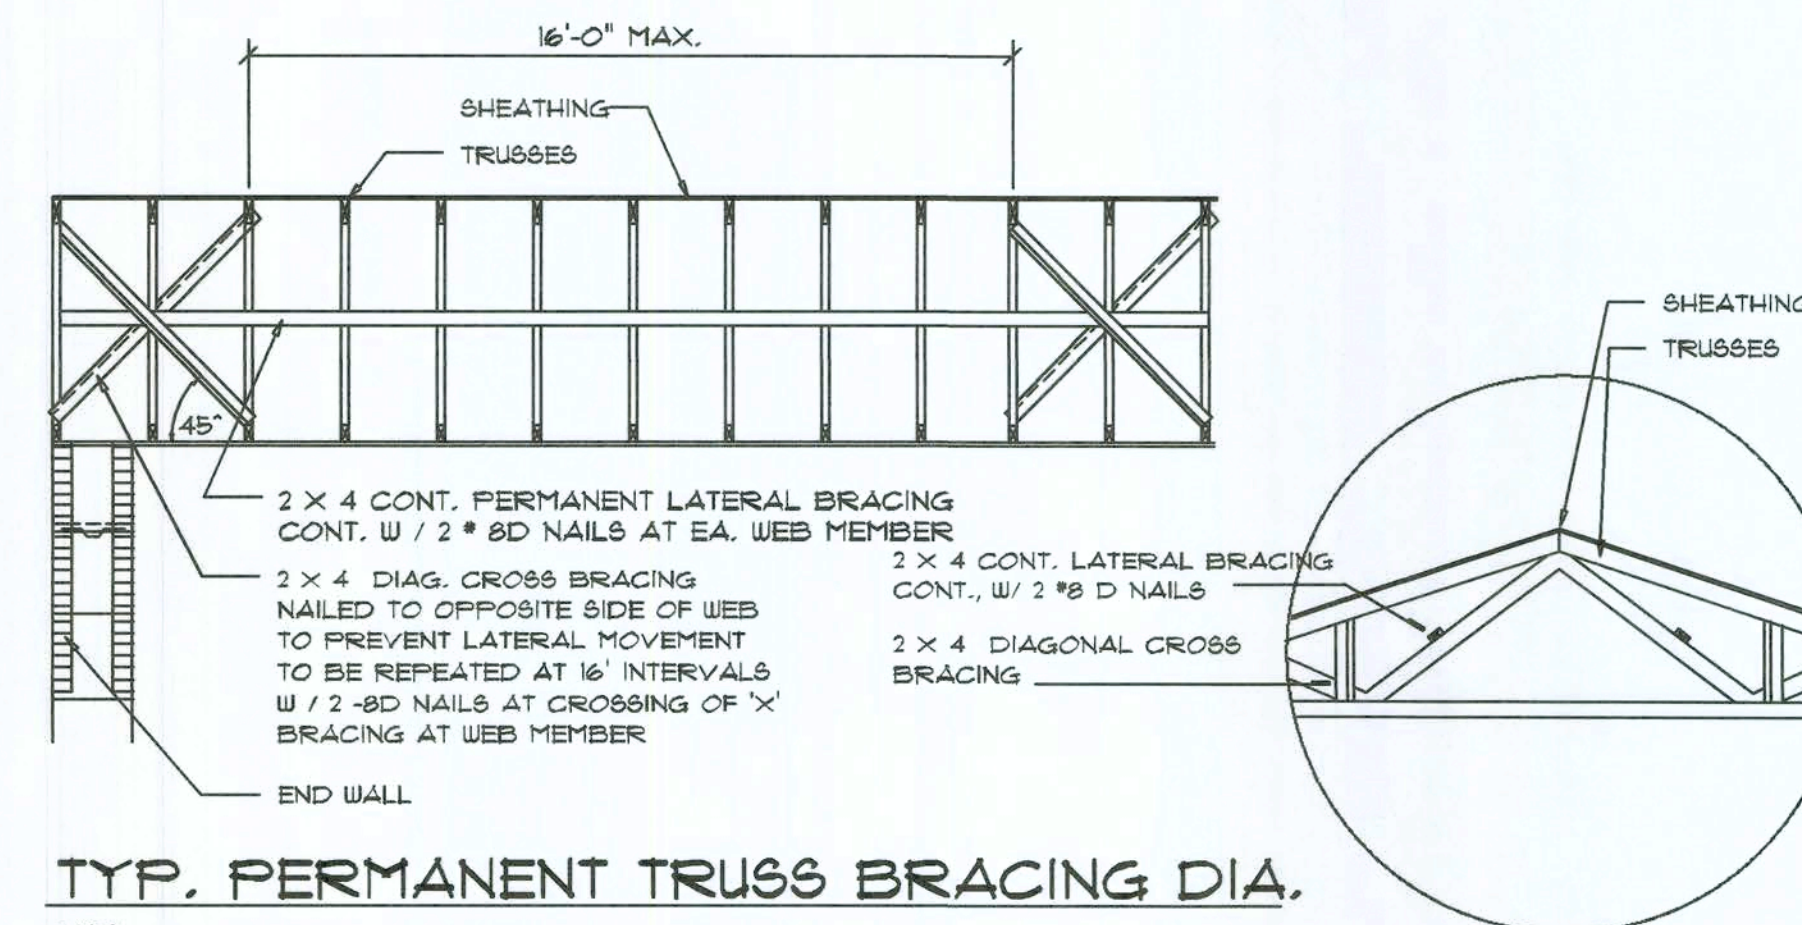 16'-0" MAX.
SHEATHING
TRUSSES
45°
2 X 4 CONT. PERMANENT LATERAL BRACING
CONT. W / 2 # 8D NAILS AT EA. WEB MEMBER
2 X 4 DIAG. CROSS BRACING
NAILED TO OPPOSITE SIDE OF WEB
TO PREVENT LATERAL MOVEMENT
TO BE REPEATED AT 16' INTERVALS
W / 2 -8D NAILS AT CROSSING OF 'X'
BRACING AT WEB MEMBER
END WALL
SHEATHING
TRUSSES
2 X 4 CONT. LATERAL BRACING
CONT., W/ 2 #8 D NAILS
2 X 4 DIAGONAL CROSS
BRACING
TYP. PERMANENT TRUSS BRACING DIA.